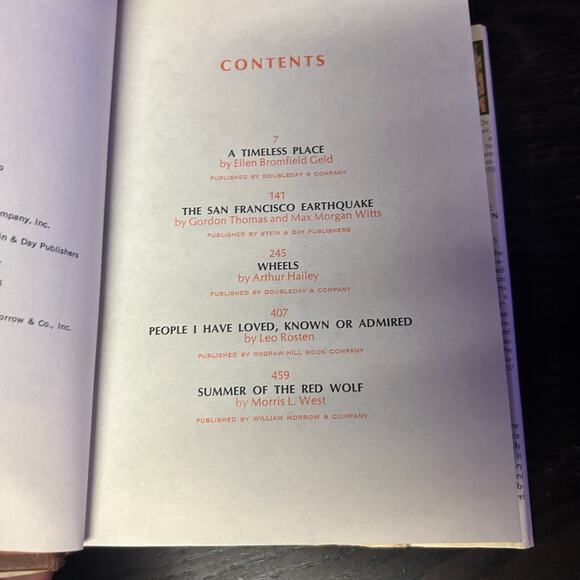 mpany, Inc.
in & Day Publishers
orrow & Co., Inc.
CONTENTS
7
A TIMELESS PLACE
by Ellen Bromfield Geld
PUBLISHED BY DOUBLEDAY & COMPANY
141
THE SAN FRANCISCO EARTHQUAKE
by Gordon Thomas and Max Morgan Witts
PUBLISHED BY STEIN & DAY PUBLISHERS
245
WHEELS
by Arthur Hailey
PUBLISHED BY DOUBLEDAY & COMPANY
407
PEOPLE I HAVE LOVED, KNOWN OR ADMIRED
by Leo Rosten
PUBLISHED BY MCGRAW-HILL BOOK COMPANY
459
SUMMER OF THE RED WOLF
by Morris L. West
PUBLISHED BY WILLIAM MORROW & COMPANY